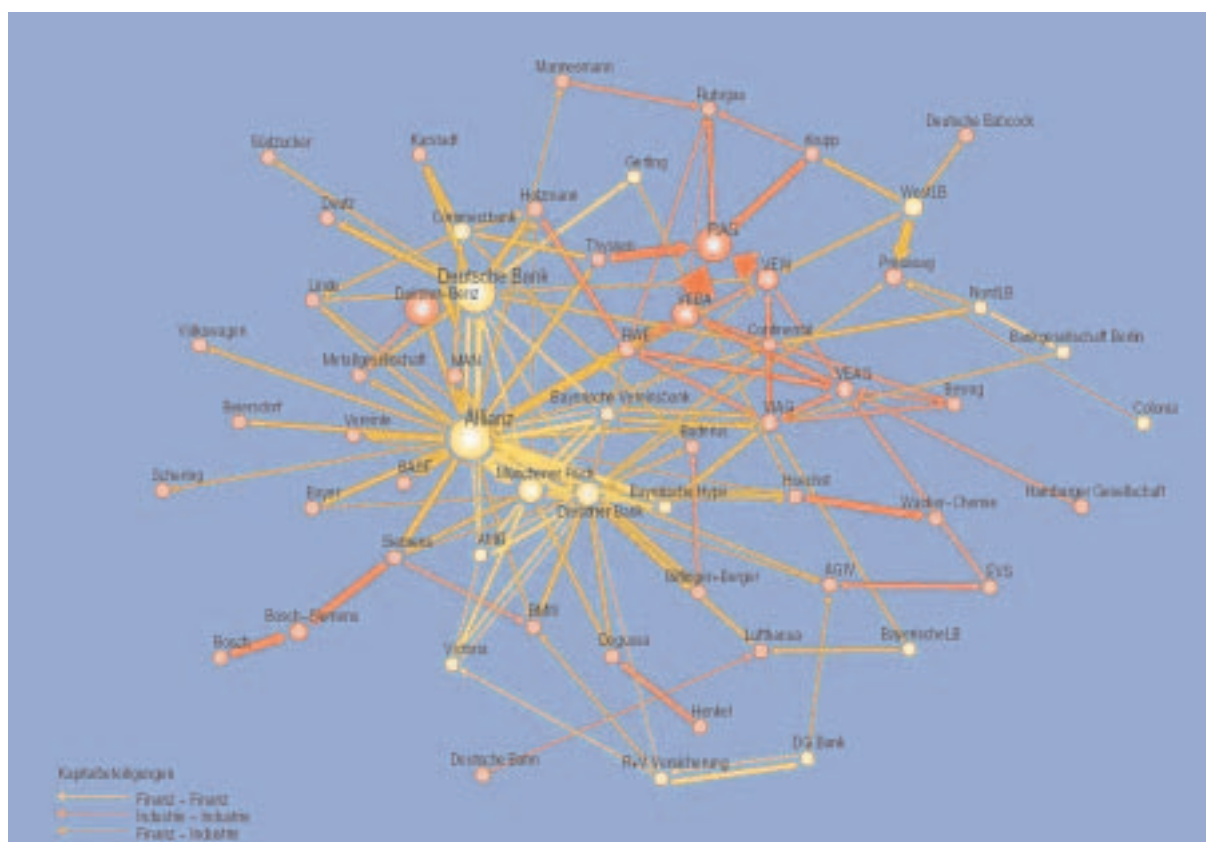 Mannesmann
Ruhrgas
Deutsche Babcock
Krupp
Südzucker
Karstadt
Gerling
WestLB
Holzmann
Deutz
Commerzbank
RAG
Thyssen
VEW
Preussag
Deutsche Bank
Linde
Daimler-Benz
NordLB
VEBA
Volkswagen
Continental
RWE
Bankgesellschaft Berlin
Metallgesellschaft
MAN
VEAG
Bewag
Bayerische Vereinsbank
Beiersdorf
Allianz
VIAG
Colonia
Buderus
BASF
Münchener Rück
Schering
Bayer
Bayerische Hypo
Hoechst
Hamburger Gesellschaft
Dresdner Bank
Wacker-Chemie
Siemens
AMB
Bilfinger+Berger
AGIV
EVS
Bosch-Siemens
BMW
Bosch
Victoria
Degussa
Lufthansa
BayerischeLB
Henkel
DG Bank
Deutsche Bahn
R+V Versicherung
Kapitalbeteiligungen
Finanz - Finanz
Industrie - Industrie
Finanz - Industrie